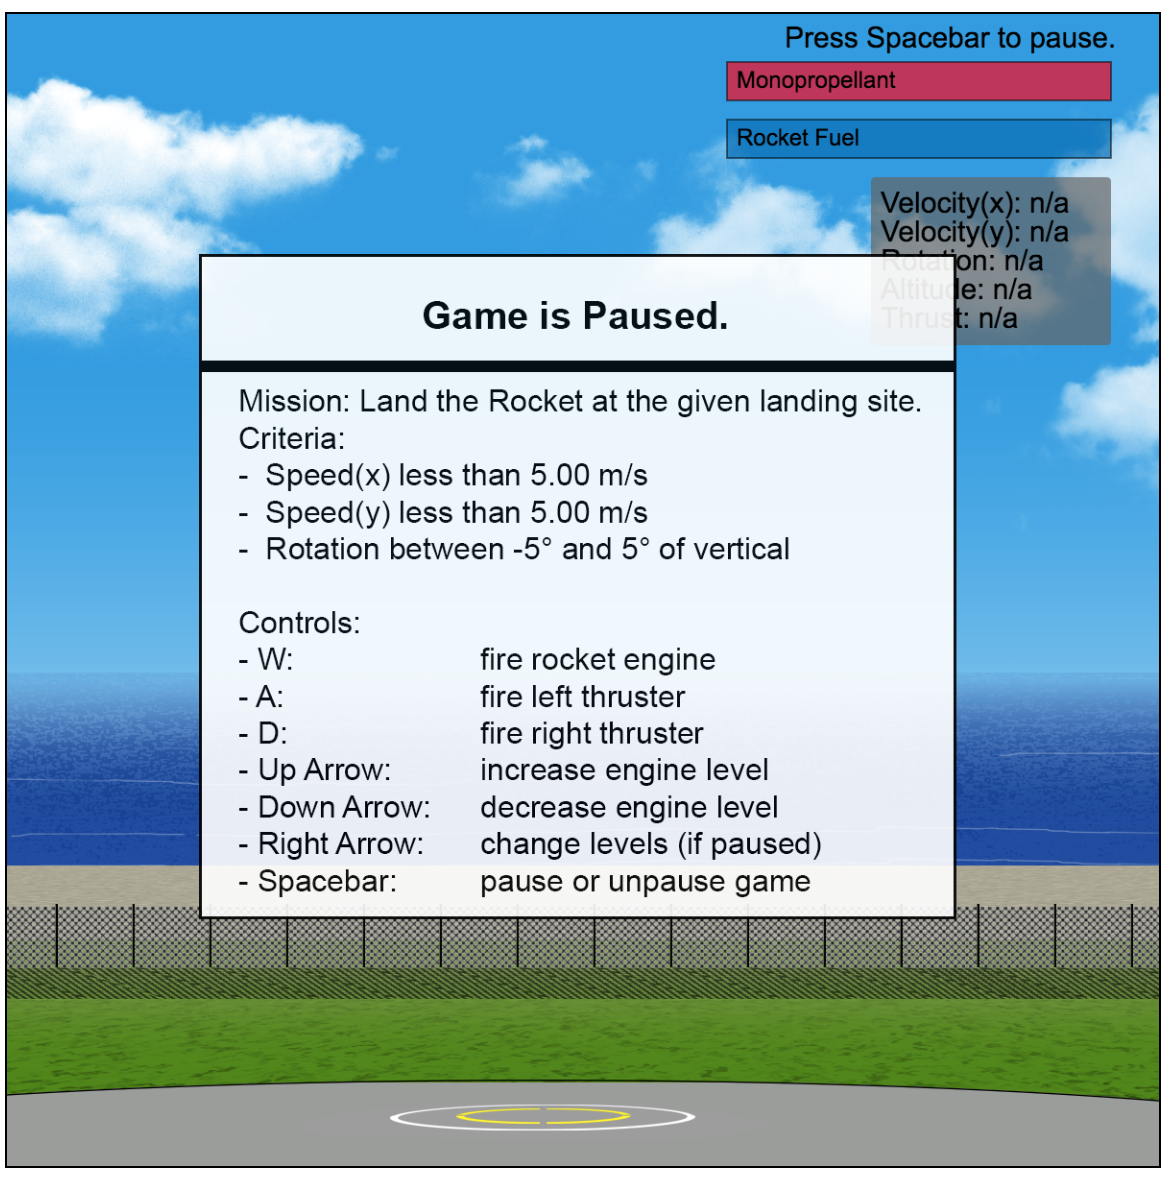 Press Spacebar to pause.
Monopropellant
Rocket Fuel
Velocity(x): n/a
Velocity(y): n/a
Rotation: n/a
Altitude: n/a
Thrust: n/a
Game is Paused.
Mission: Land the Rocket at the given landing site.
Criteria:
- Speed(x) less than 5.00 m/s
- Speed(y) less than 5.00 m/s
- Rotation between -5° and 5° of vertical
Controls:
- W: fire rocket engine
- A: fire left thruster
- D: fire right thruster
- Up Arrow: increase engine level
- Down Arrow: decrease engine level
- Right Arrow: change levels (if paused)
- Spacebar: pause or unpause game